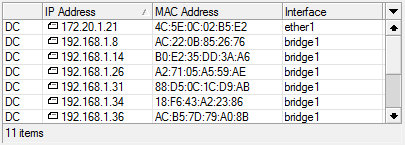 IP Address MAC Address Interface
DC 172.20.1.21 4C:5E:0C:02:B5:E2 ether1
DC 192.168.1.8 AC:22:0B:85:26:76 bridge1
DC 192.168.1.14 B0:E2:35:DD:3A:A6 bridge1
DC 192.168.1.26 A2:71:05:A5:59:AE bridge1
DC 192.168.1.31 88:D5:0C:1C:D9:AB bridge1
DC 192.168.1.34 18:F6:43:A2:23:86 bridge1
DC 192.168.1.36 AC:B5:7D:79:A0:8B bridge1
11 items